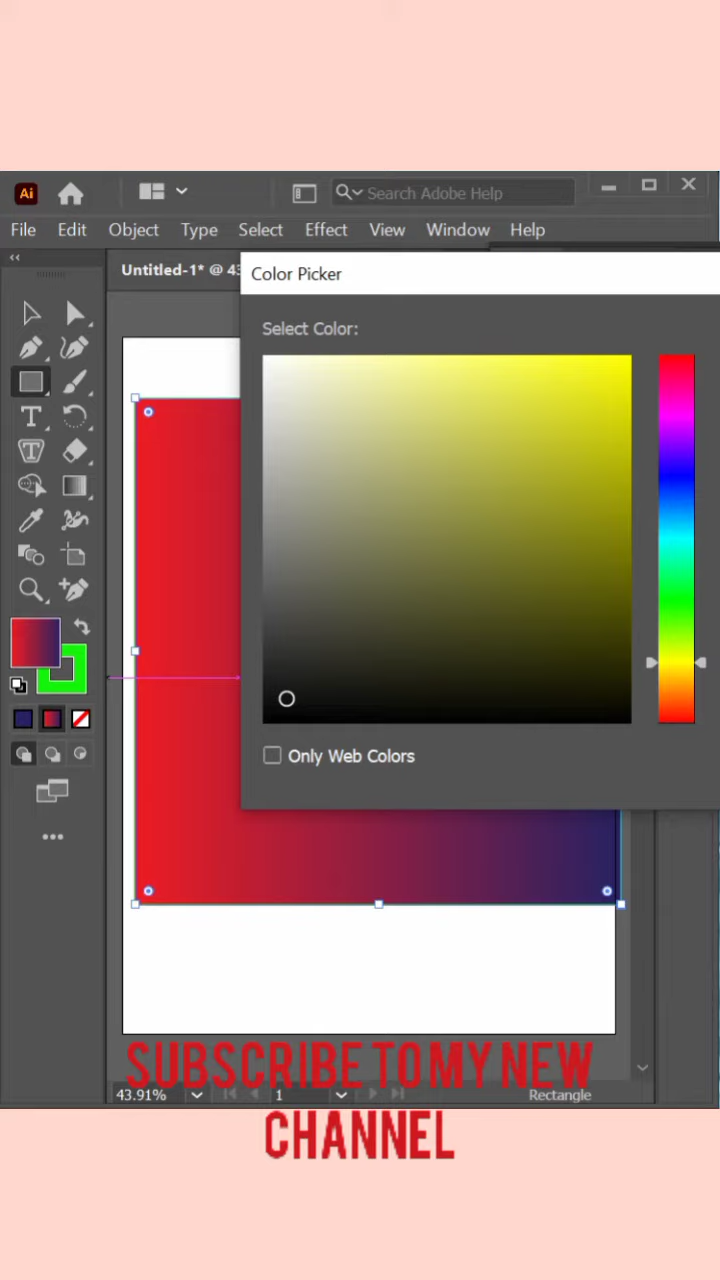 Ai
Search Adobe Help
File Edit Object Type Select Effect View Window Help
Untitled-1* @ 43
Color Picker
Select Color:
Only Web Colors
SUBSCRIBE TO MY NEW
43.91% 1 Rectangle
CHANNEL